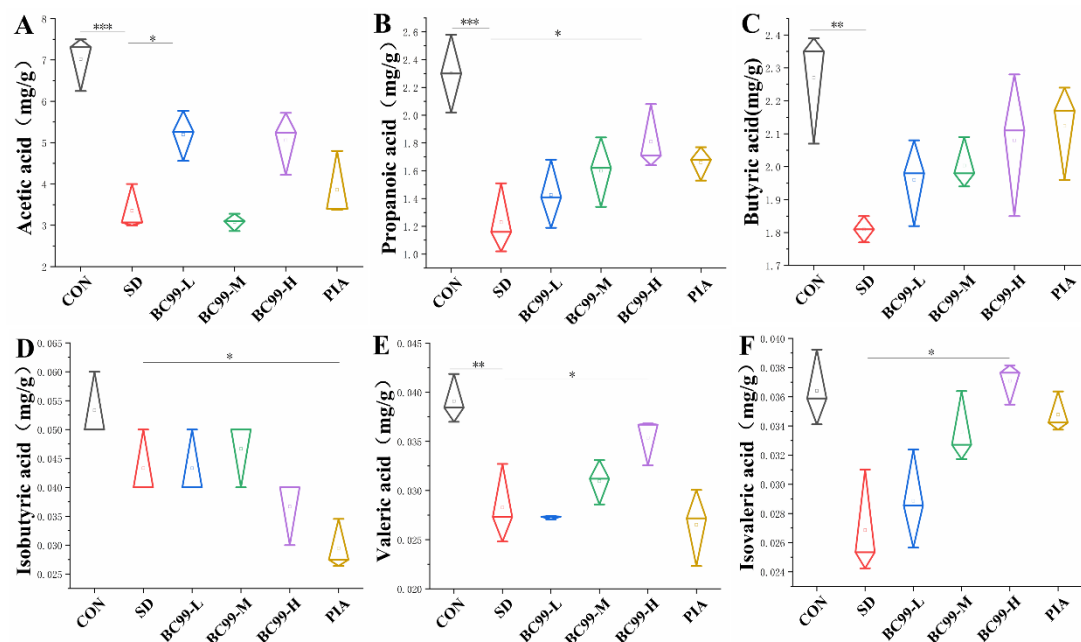 A
Acetic acid（mg/g）
8
7
6
5
4
3
2
***
*
CON
SD
BC99-L
BC99-M
BC99-H
PIA
B
Propanoic acid（mg/g）
2.6
2.4
2.2
2.0
1.8
1.6
1.4
1.2
1.0
***
*
CON
SD
BC99-L
BC99-M
BC99-H
PIA
C
Butyric acid(mg/g)
2.4
2.3
2.2
2.1
2.0
1.9
1.8
1.7
**
CON
SD
BC99-L
BC99-M
BC99-H
PIA
D
Isobutyric acid（mg/g）
0.065
0.060
0.055
0.050
0.045
0.040
0.035
0.030
0.025
*
CON
SD
BC99-L
BC99-M
BC99-H
PIA
E
Valeric acid（mg/g）
0.045
0.040
0.035
0.030
0.025
0.020
**
*
CON
SD
BC99-L
BC99-M
BC99-H
PIA
F
Isovaleric acid（mg/g）
0.040
0.038
0.036
0.034
0.032
0.030
0.028
0.026
0.024
*
CON
SD
BC99-L
BC99-M
BC99-H
PIA